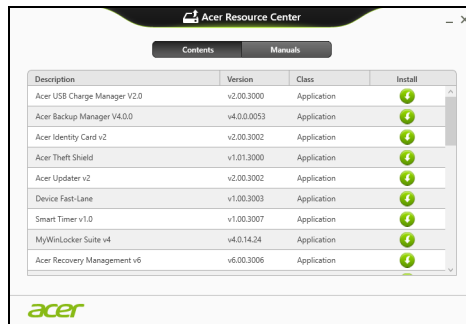 Acer Resource Center
Contents Manuals
Description Version Class Install
Acer USB Charge Manager V2.0 v2.00.3000 Application
Acer Backup Manager V4.0.0 v4.0.0.0053 Application
Acer Identity Card v2 v2.00.3002 Application
Acer Theft Shield v1.01.3000 Application
Acer Updater v2 v2.00.3002 Application
Device Fast-Lane v1.00.3003 Application
Smart Timer v1.0 v1.00.3007 Application
MyWinLocker Suite v4 v4.0.14.24 Application
Acer Recovery Management v6 v6.00.3006 Application
acer